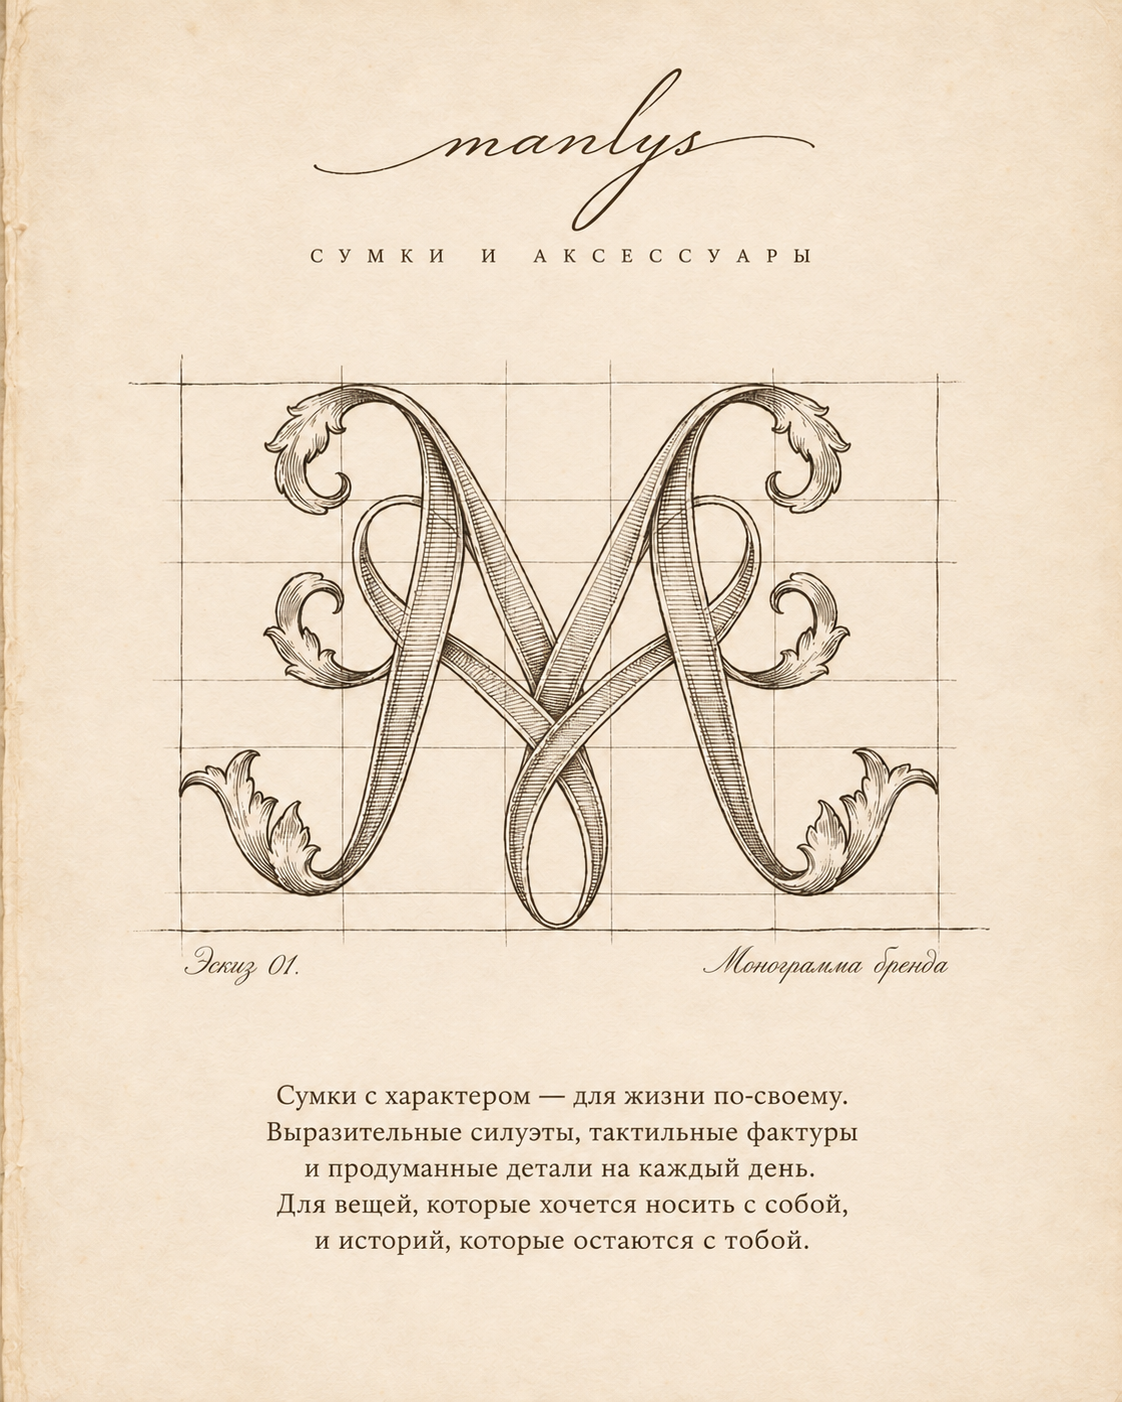 manlys
СУМКИ И АКСЕССУАРЫ
Эскиз 01.
Монограмма бренда
Сумки с характером — для жизни по-своему.
Выразительные силуэты, тактильные фактуры
и продуманные детали на каждый день.
Для вещей, которые хочется носить с собой,
и историй, которые остаются с тобой.